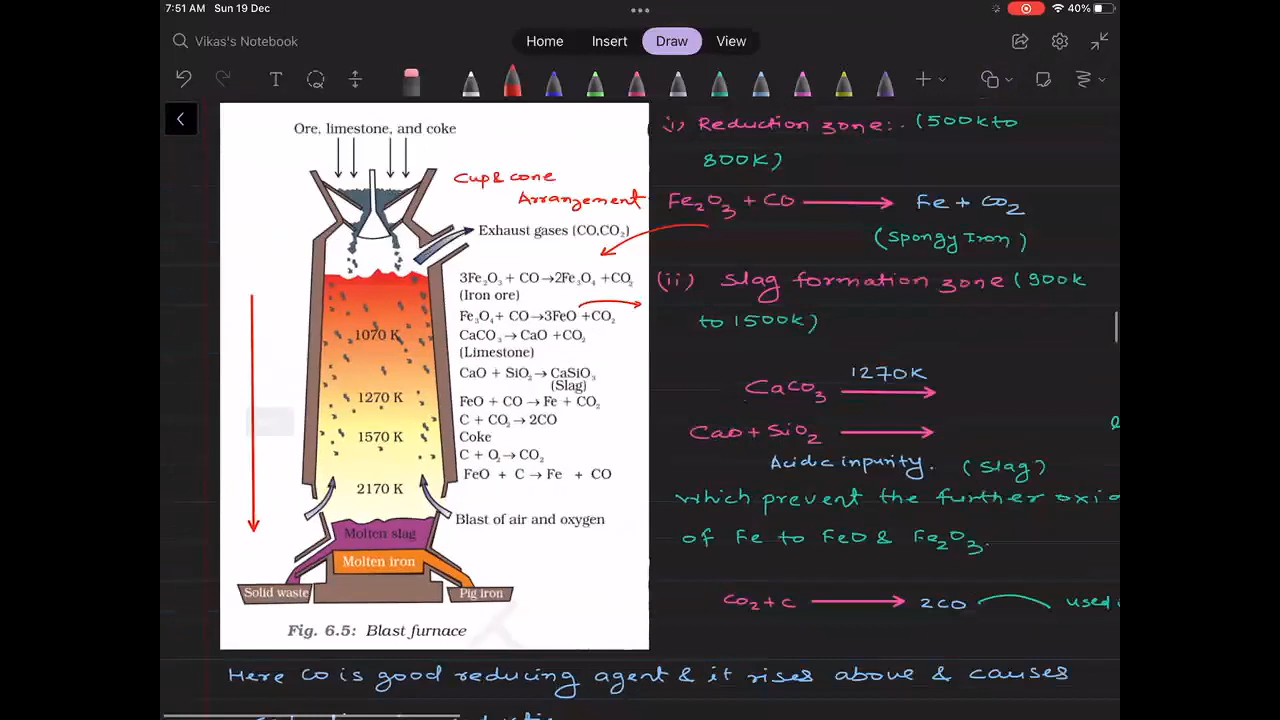 7:51 AM Sun 19 Dec
40%
Vikas's Notebook
Home Insert Draw View
Ore, limestone, and coke
Cup & cone
Arrangement
Exhaust gases (CO,CO₂)
3Fe₂O₃ + CO→2Fe₃O₄ +CO₂
(Iron ore)
Fe₃O₄+ CO→3FeO +CO₂
CaCO₃→ CaO +CO₂
(Limestone)
CaO + SiO₂→CaSiO₃
(Slag)
FeO + CO→Fe + CO₂
C + CO₂→ 2CO
Coke
C + O₂→CO₂
FeO + C → Fe + CO
1070 K
1270 K
1570 K
2170 K
Blast of air and oxygen
Molten slag
Molten iron
Solid waste
Pig iron
Fig. 6.5: Blast furnace
i) Reduction zone:. (500k to
800K)
Fe₂O₃ + CO → Fe + CO₂
(Spongy Iron)
(ii) Slag formation zone (900k
to 1500k)
CaCO₃ 1270K →
CaO + SiO₂ →
Acidic inpurity. (Slag)
which prevent the further oxi
of Fe to FeO & Fe₂O₃.
CO₂ + C → 2CO used
Here CO is good reducing agent & it rises above & causes